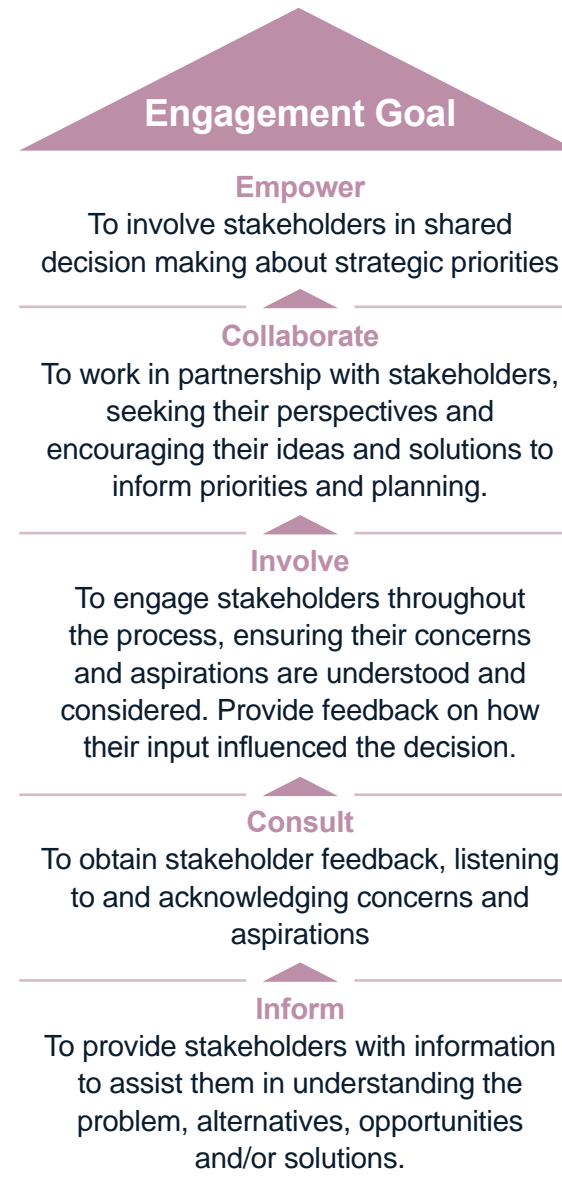 Engagement Goal
Empower
To involve stakeholders in shared
decision making about strategic priorities
Collaborate
To work in partnership with stakeholders,
seeking their perspectives and
encouraging their ideas and solutions to
inform priorities and planning.
Involve
To engage stakeholders throughout
the process, ensuring their concerns
and aspirations are understood and
considered. Provide feedback on how
their input influenced the decision.
Consult
To obtain stakeholder feedback, listening
to and acknowledging concerns and
aspirations
Inform
To provide stakeholders with information
to assist them in understanding the
problem, alternatives, opportunities
and/or solutions.